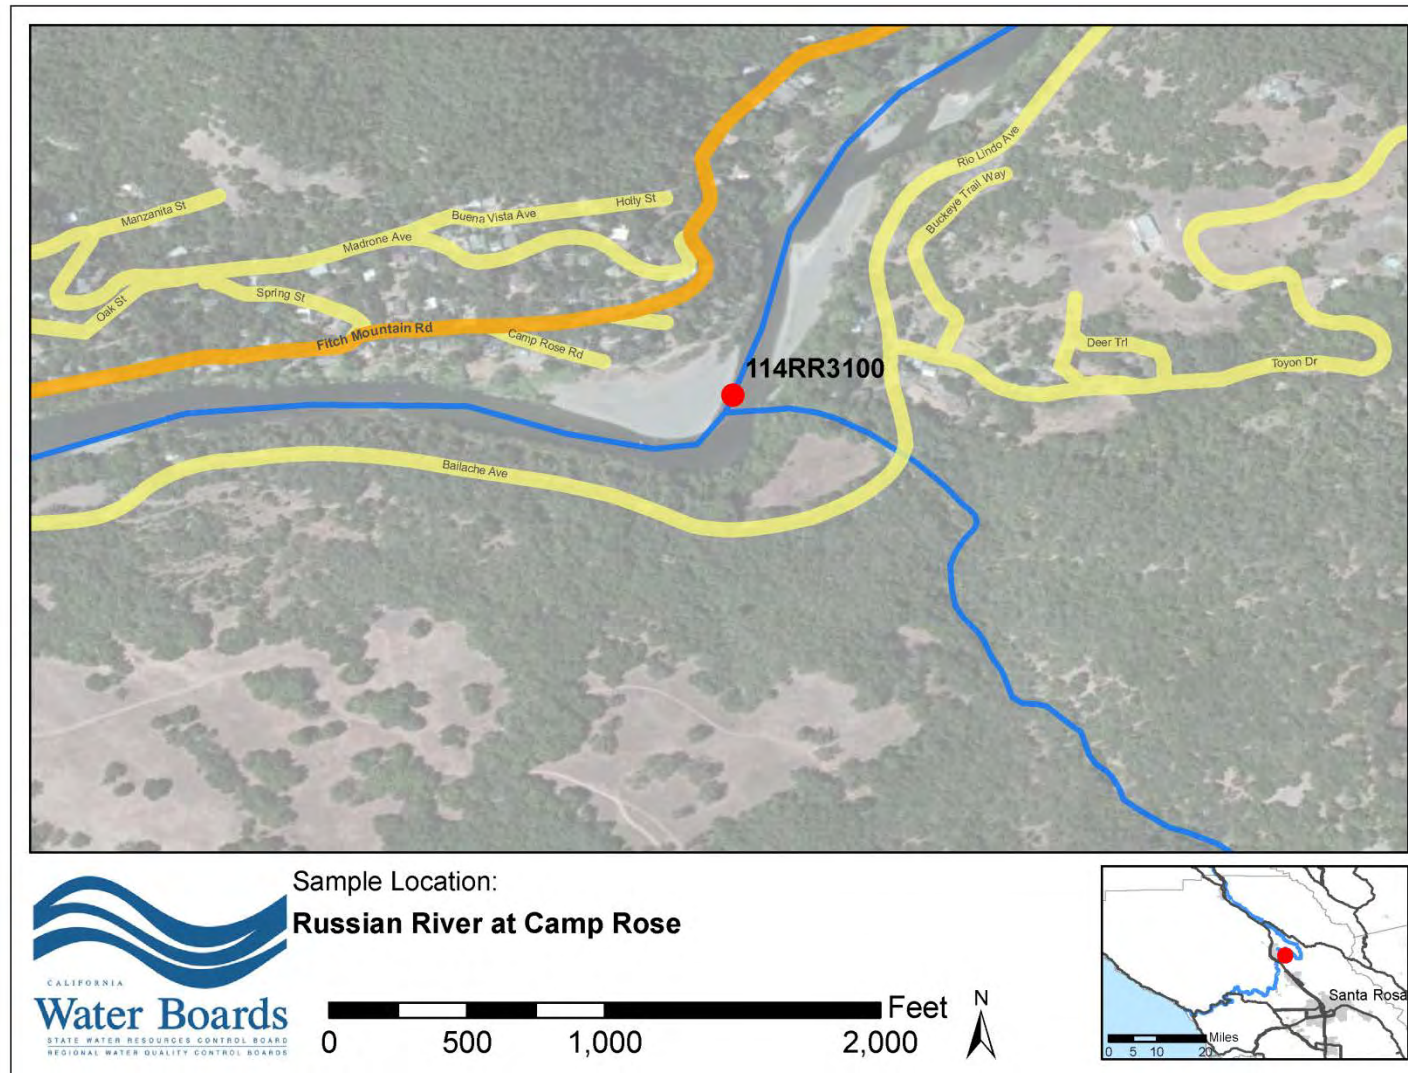 Rio Lindo Ave
Buckeye Trail Way
Manzanita St
Buena Vista Ave
Holly St
Madrone Ave
Oak St
Spring St
Fitch Mountain Rd
Camp Rose Rd
Deer Trl
Toyon Dr
114RR3100
Bailache Ave
Sample Location:
Russian River at Camp Rose
CALIFORNIA
Water Boards
STATE WATER RESOURCES CONTROL BOARD
REGIONAL WATER QUALITY CONTROL BOARDS
Feet
0 500 1,000 2,000
N
Santa Rosa
Miles
0 5 10 20